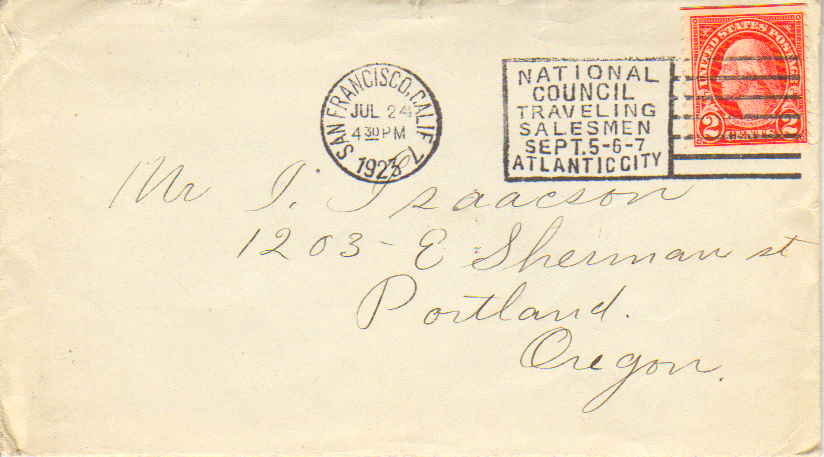 SAN FRANCISCO, CALIF.
JUL 24
4 30 PM
1923
NATIONAL
COUNCIL
TRAVELING
SALESMEN
SEPT. 5-6-7
ATLANTIC CITY
UNITED STATES POSTAGE
2 CENTS 2
Mr I. Isaacson
1203 - E Sherman st
Portland.
Oregon.